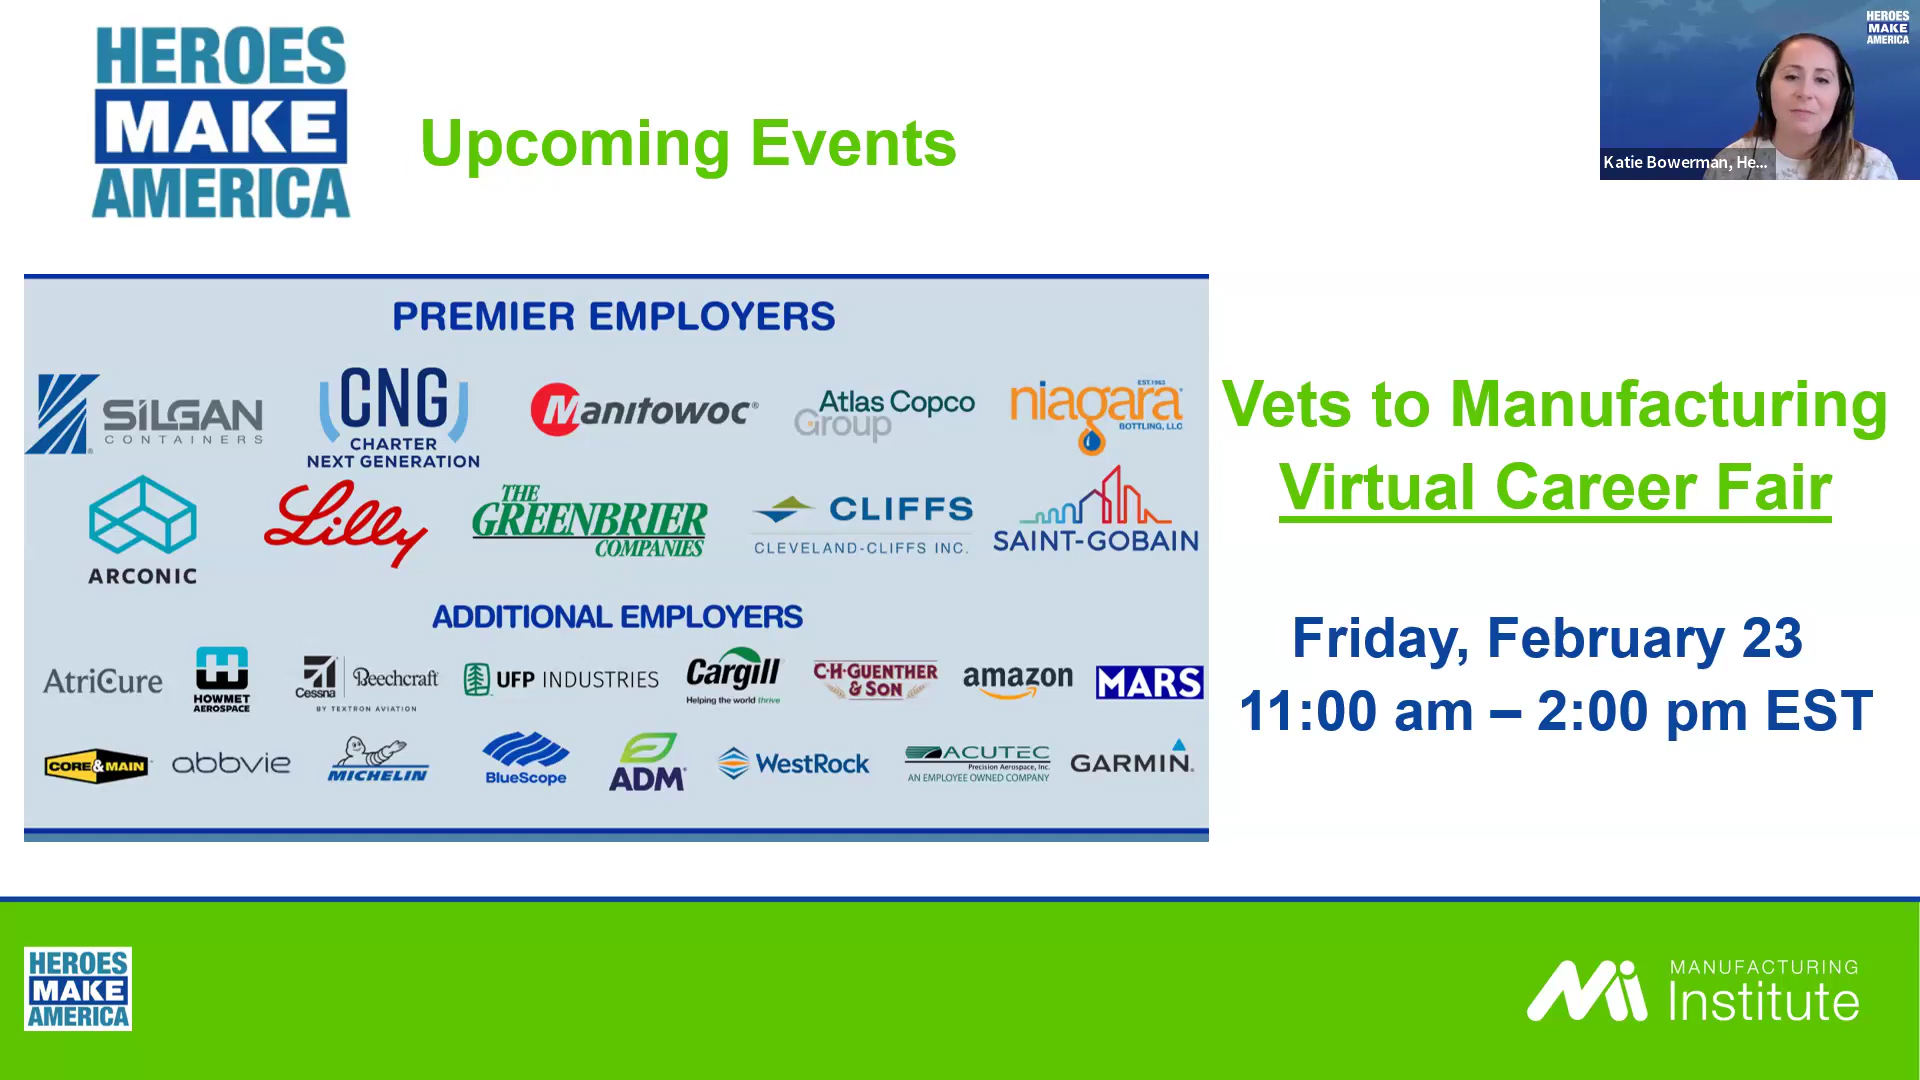 HEROES
MAKE
AMERICA
Upcoming Events
HEROES
MAKE
AMERICA
Katie Bowerman, He...
PREMIER EMPLOYERS
SILGAN
CONTAINERS
CNG
CHARTER
NEXT GENERATION
Manitowoc®
Atlas Copco
Group
EST.1963
niagara
BOTTLING, LLC
ARCONIC
Lilly
THE
GREENBRIER
COMPANIES
CLIFFS
CLEVELAND-CLIFFS INC.
SAINT-GOBAIN
Vets to Manufacturing
Virtual Career Fair
Friday, February 23
11:00 am – 2:00 pm EST
ADDITIONAL EMPLOYERS
AtriCure
HOWMET
AEROSPACE
Cessna
Beechcraft
BY TEXTRON AVIATION
UFP INDUSTRIES
Cargill
Helping the world thrive
C·H·GUENTHER
& SON
amazon
MARS
CORE&MAIN
abbvie
MICHELIN
BlueScope
ADM
WestRock
ACUTEC
Precision Aerospace, Inc.
AN EMPLOYEE OWNED COMPANY
GARMIN
HEROES
MAKE
AMERICA
MANUFACTURING
Institute